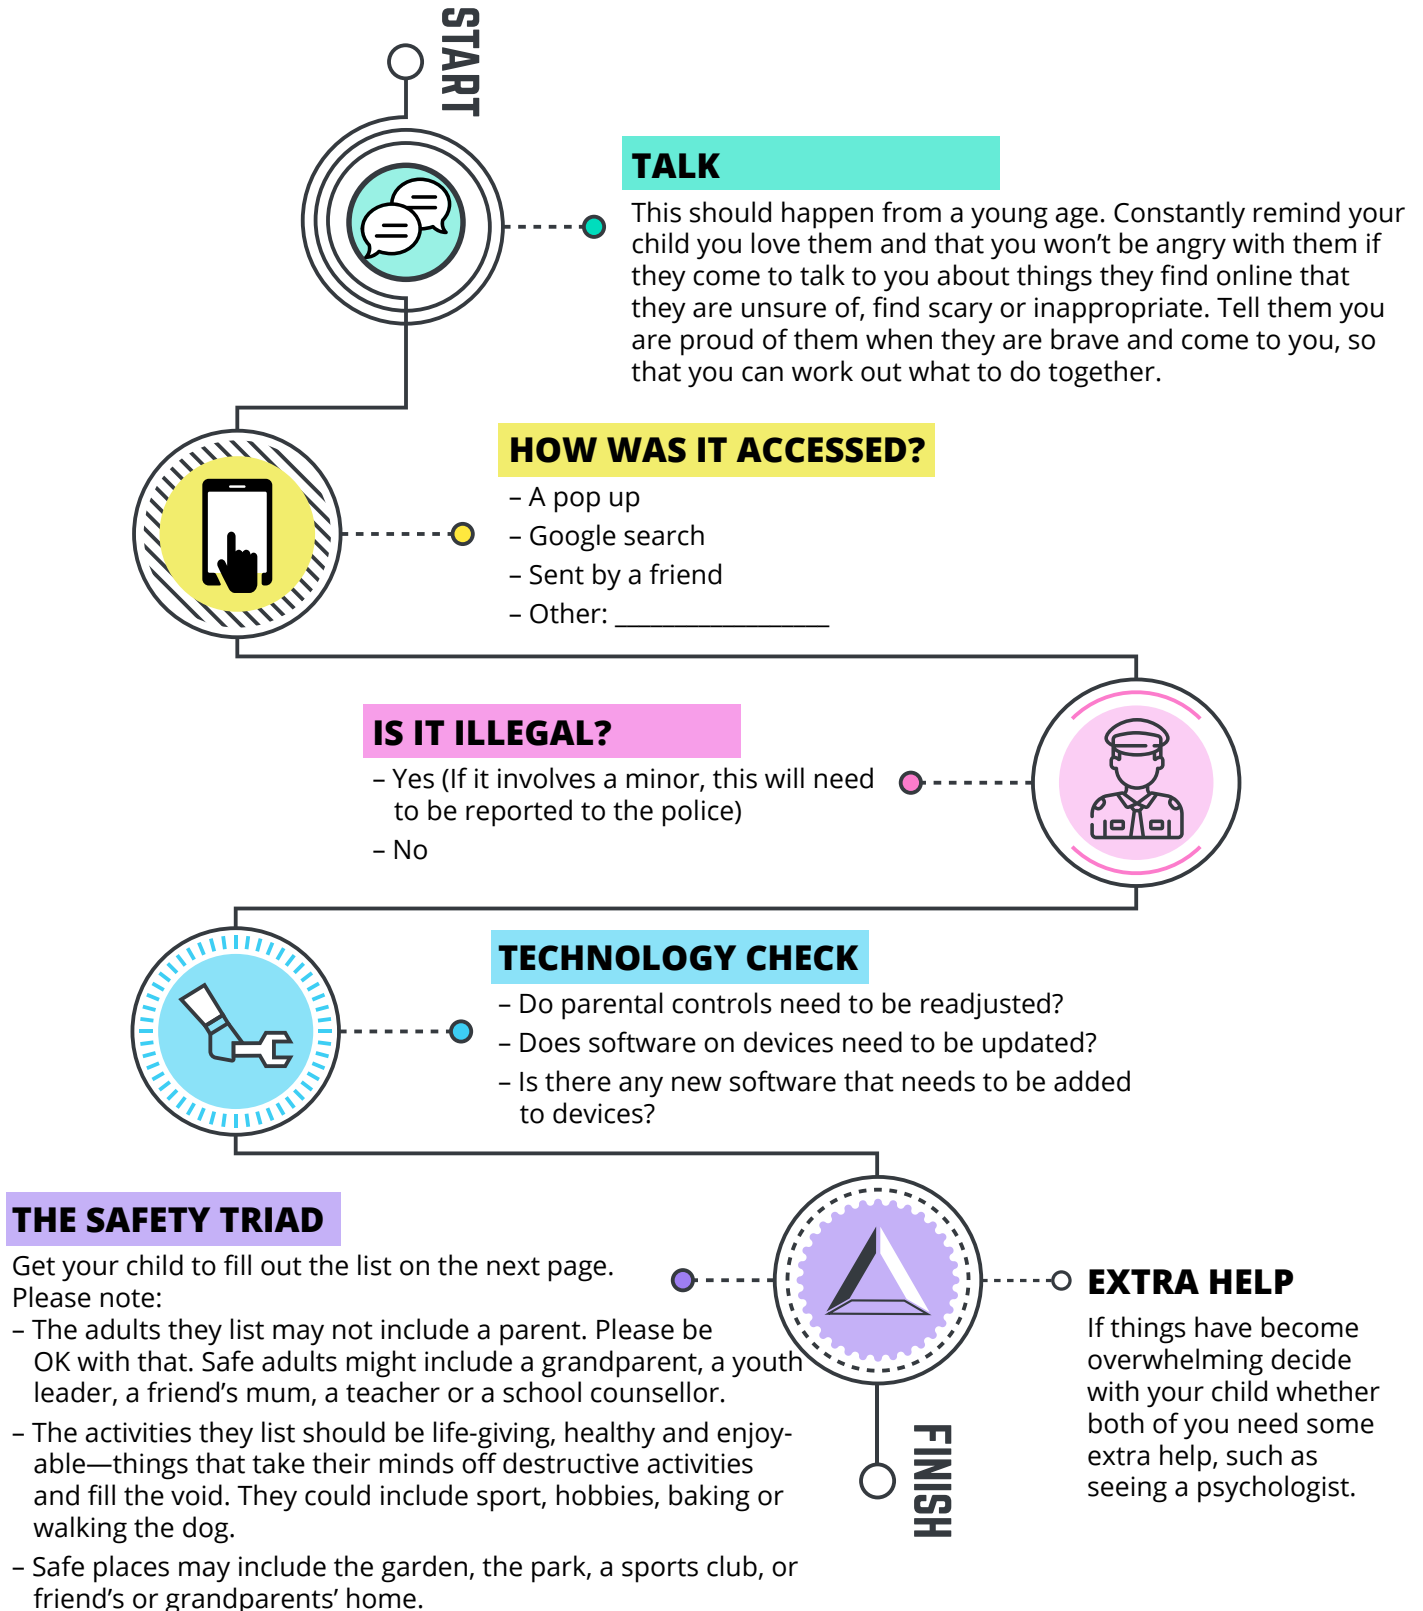 START
TALK
This should happen from a young age. Constantly remind your
child you love them and that you won’t be angry with them if
they come to talk to you about things they find online that
they are unsure of, find scary or inappropriate. Tell them you
are proud of them when they are brave and come to you, so
that you can work out what to do together.
HOW WAS IT ACCESSED?
– A pop up
– Google search
– Sent by a friend
– Other: _________________
IS IT ILLEGAL?
– Yes (If it involves a minor, this will need
to be reported to the police)
– No
TECHNOLOGY CHECK
– Do parental controls need to be readjusted?
– Does software on devices need to be updated?
– Is there any new software that needs to be added
to devices?
THE SAFETY TRIAD
Get your child to fill out the list on the next page.
Please note:
– The adults they list may not include a parent. Please be
OK with that. Safe adults might include a grandparent, a youth
leader, a friend’s mum, a teacher or a school counsellor.
– The activities they list should be life-giving, healthy and enjoy-
able—things that take their minds off destructive activities
and fill the void. They could include sport, hobbies, baking or
walking the dog.
– Safe places may include the garden, the park, a sports club, or
friend’s or grandparents’ home.
EXTRA HELP
If things have become
overwhelming decide
with your child whether
both of you need some
extra help, such as
seeing a psychologist.
FINISH